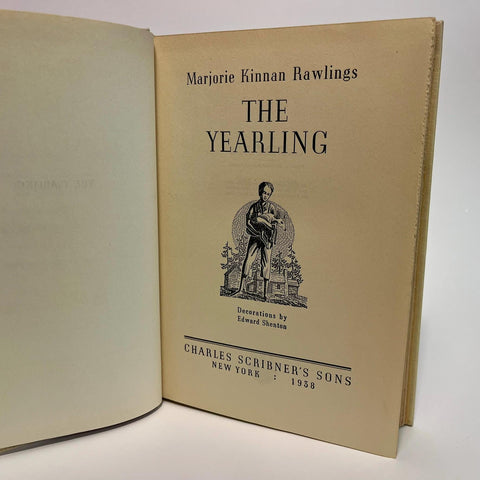 Marjorie Kinnan Rawlings
THE
YEARLING
Decorations by
Edward Shenton
CHARLES SCRIBNER'S SONS
NEW YORK : 1938